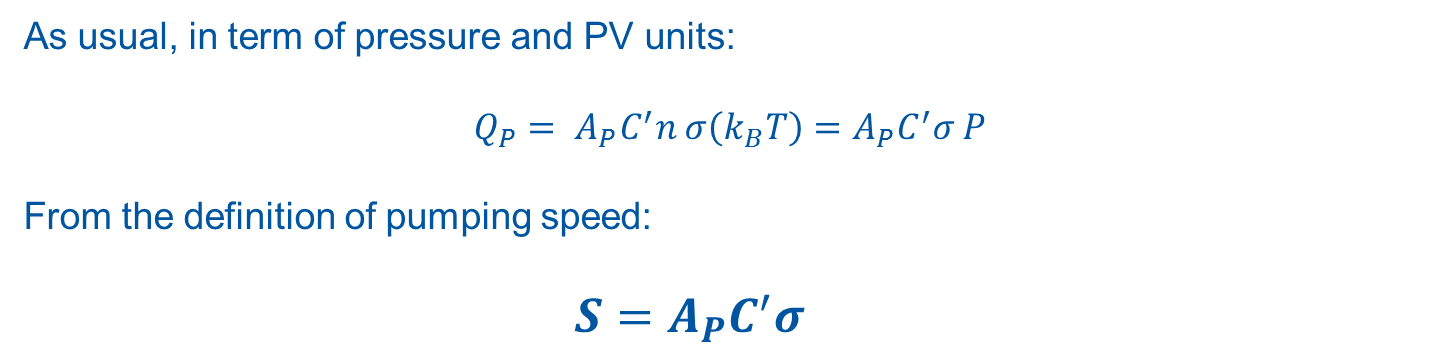 As usual, in term of pressure and PV units:
Q_P = A_P C′n σ(k_B T) = A_P C′σ P
From the definition of pumping speed:
S = A_P C′σ